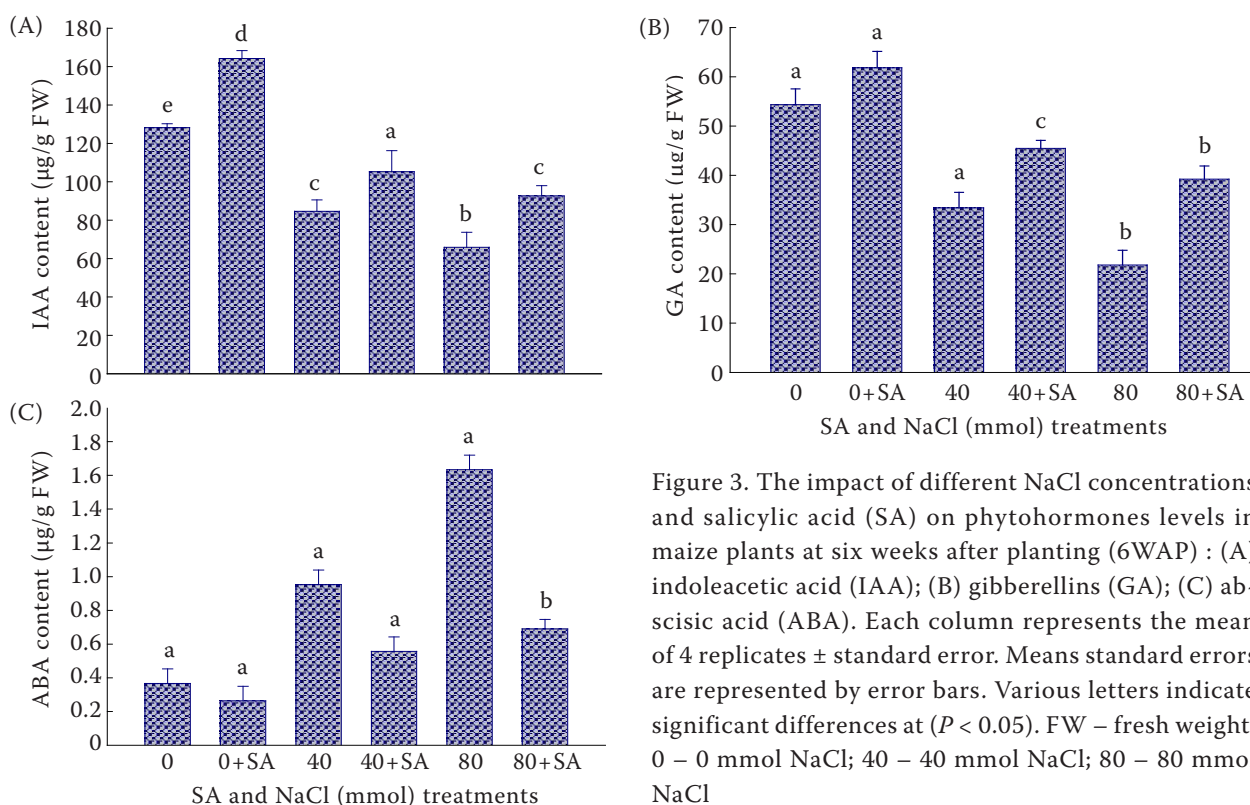 (A)
IAA content (µg/g FW)
180
160
140
120
100
80
60
40
20
0
e
d
c
a
b
c
(B)
GA content (µg/g FW)
70
60
50
40
30
20
10
0
a
a
a
c
b
b
0 0+SA 40 40+SA 80 80+SA
SA and NaCl (mmol) treatments
(C)
ABA content (µg/g FW)
2.0
1.8
1.6
1.4
1.2
1.0
0.8
0.6
0.4
0.2
0
a
a
a
a
a
b
0 0+SA 40 40+SA 80 80+SA
SA and NaCl (mmol) treatments
Figure 3. The impact of different NaCl concentrations
and salicylic acid (SA) on phytohormones levels in
maize plants at six weeks after planting (6WAP) : (A)
indoleacetic acid (IAA); (B) gibberellins (GA); (C) ab-
scisic acid (ABA). Each column represents the mean
of 4 replicates ± standard error. Means standard errors
are represented by error bars. Various letters indicate
significant differences at (P < 0.05). FW – fresh weight
0 – 0 mmol NaCl; 40 – 40 mmol NaCl; 80 – 80 mmo
NaCl